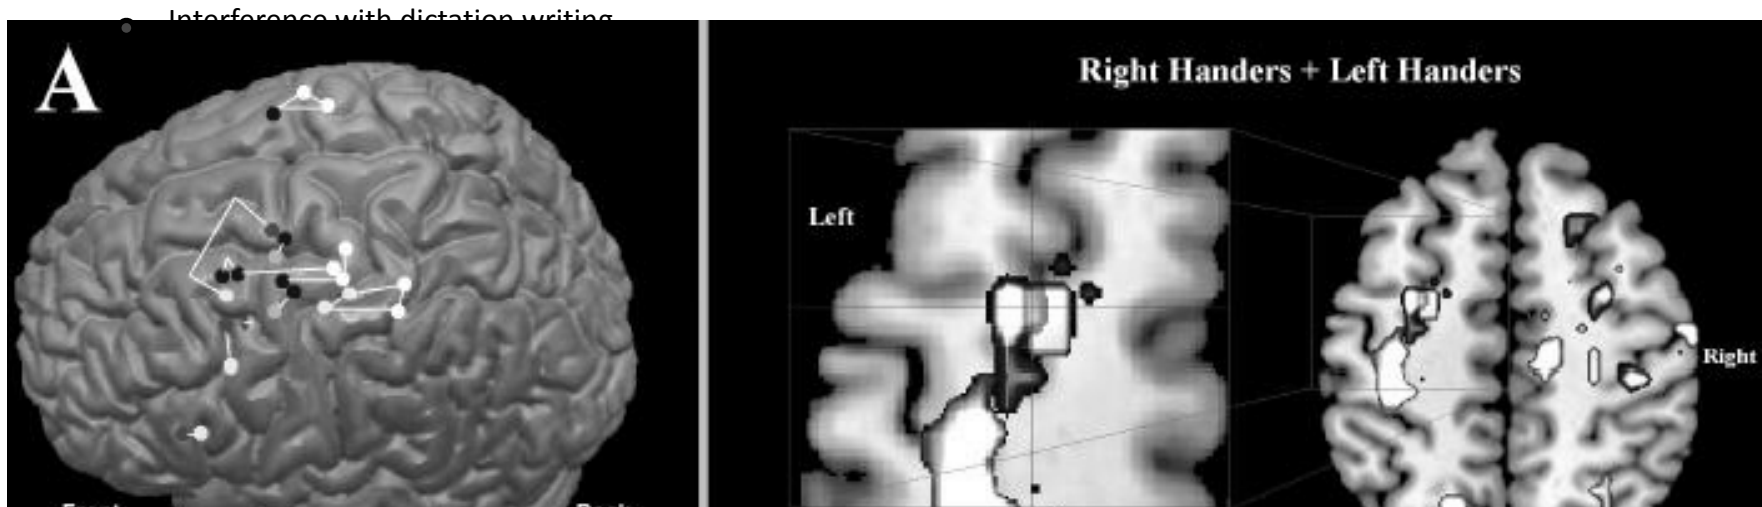 Interference with dictation writing
A
Right Handers + Left Handers
Left
Right